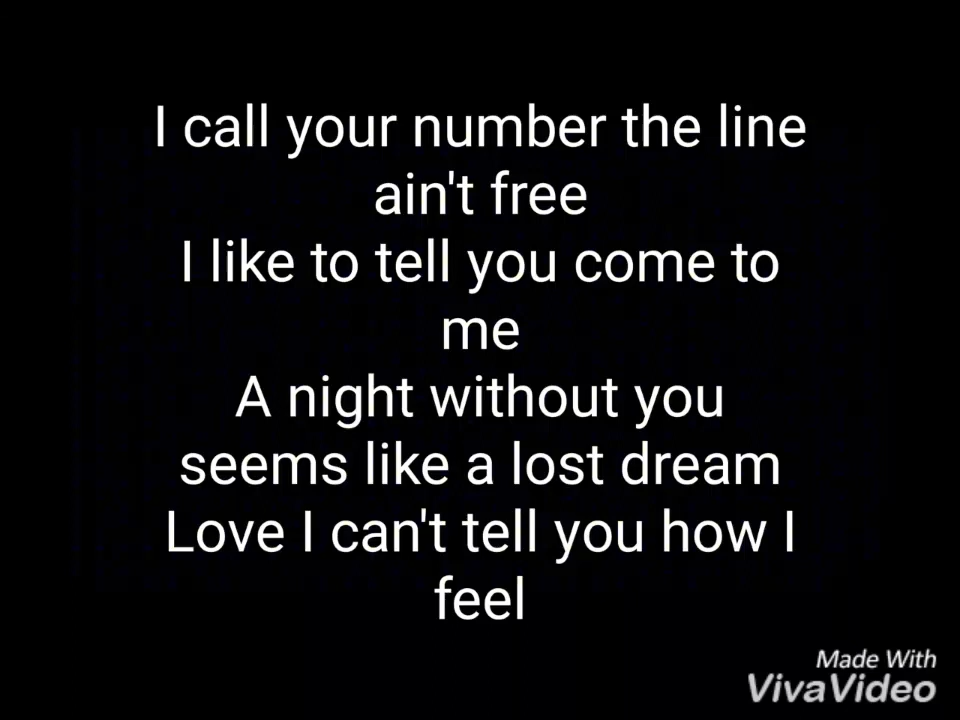 I call your number the line
ain't free
I like to tell you come to
me
A night without you
seems like a lost dream
Love I can't tell you how I
feel
Made With
VivaVideo